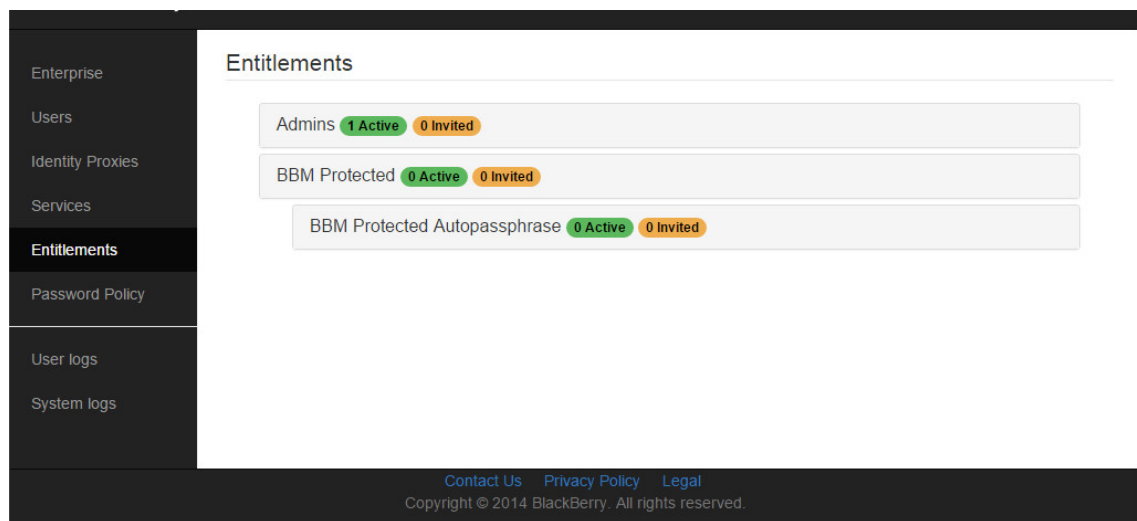 Enterprise
Users
Identity Proxies
Services
Entitlements
Password Policy
User logs
System logs
Entitlements
Admins 1 Active 0 Invited
BBM Protected 0 Active 0 Invited
BBM Protected Autopassphrase 0 Active 0 Invited
Contact Us Privacy Policy Legal
Copyright © 2014 BlackBerry. All rights reserved.